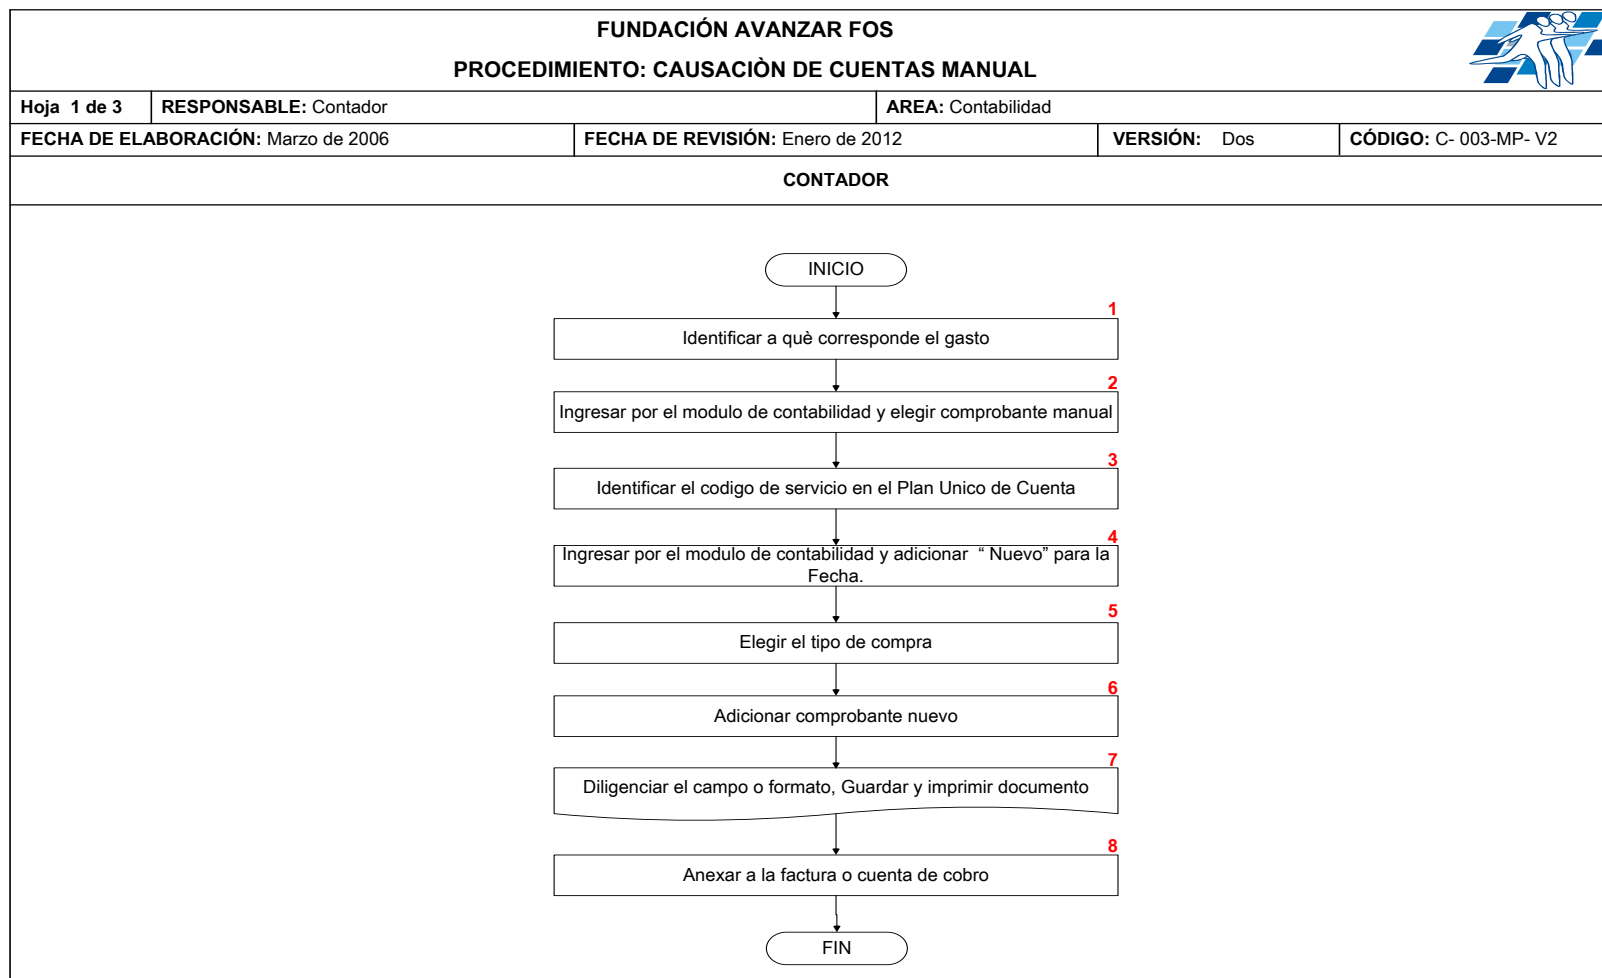 FUNDACIÓN AVANZAR FOS
PROCEDIMIENTO: CAUSACIÒN DE CUENTAS MANUAL
Hoja 1 de 3 RESPONSABLE: Contador AREA: Contabilidad
FECHA DE ELABORACIÓN: Marzo de 2006 FECHA DE REVISIÓN: Enero de 2012 VERSIÓN: Dos CÓDIGO: C- 003-MP- V2
CONTADOR
INICIO
1
Identificar a què corresponde el gasto
2
Ingresar por el modulo de contabilidad y elegir comprobante manual
3
Identificar el codigo de servicio en el Plan Unico de Cuenta
4
Ingresar por el modulo de contabilidad y adicionar “ Nuevo” para la
Fecha.
5
Elegir el tipo de compra
6
Adicionar comprobante nuevo
7
Diligenciar el campo o formato, Guardar y imprimir documento
8
Anexar a la factura o cuenta de cobro
FIN